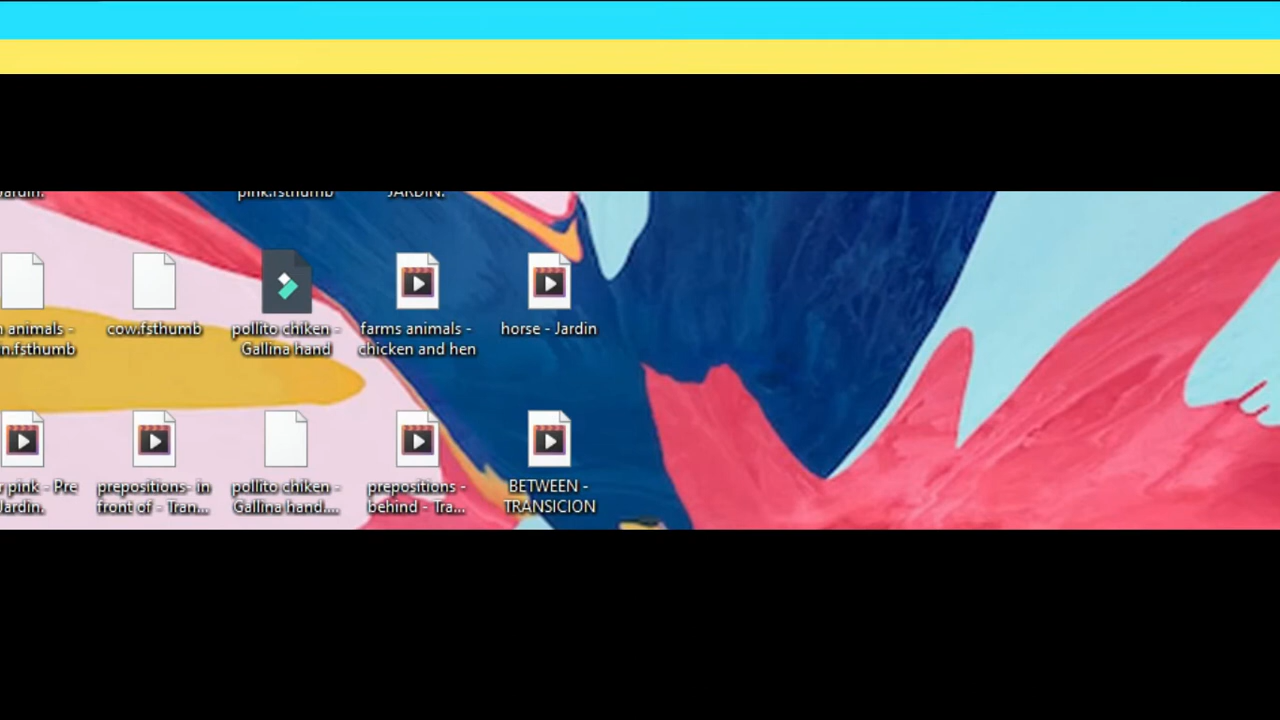 Jardin.
pink.fsthumb
JARDIN.
animals -
n.fsthumb
cow.fsthumb
pollito chiken -
Gallina hand
farms animals -
chicken and hen
horse - Jardin
pink - Pre
Jardin.
prepositions- in
front of - Tran...
pollito chiken -
Gallina hand....
prepositions -
behind - Tra...
BETWEEN -
TRANSICION